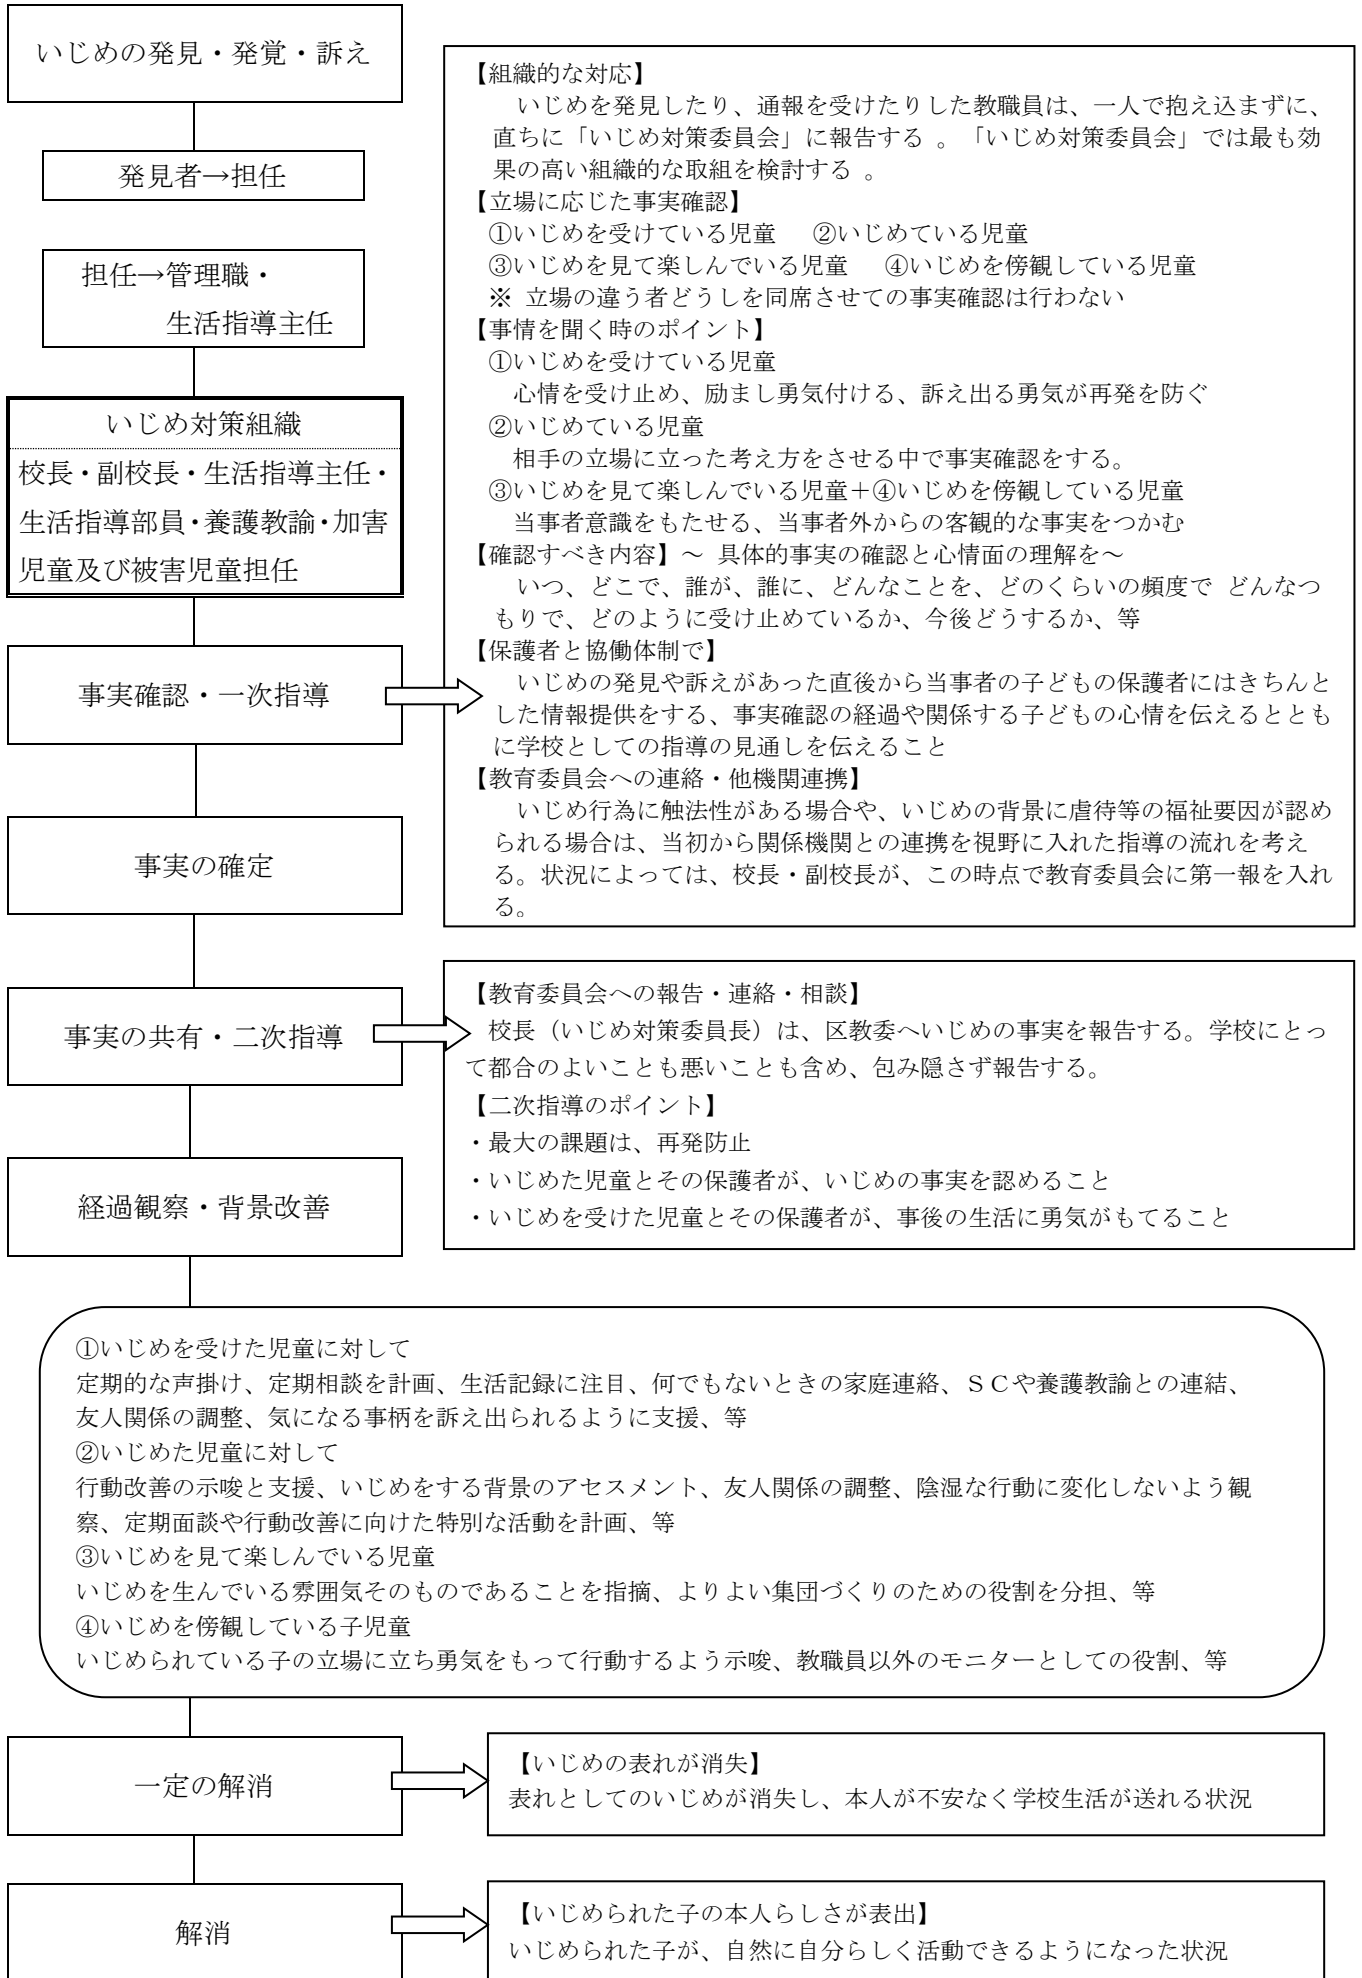 いじめの発見・発覚・訴え
発見者→担任
担任→管理職・
生活指導主任
いじめ対策組織
校長・副校長・生活指導主任・
生活指導部員・養護教諭・加害
児童及び被害児童担任
事実確認・一次指導
【組織的な対応】
いじめを発見したり、通報を受けたりした教職員は、一人で抱え込まずに、
直ちに「いじめ対策委員会」に報告する 。「いじめ対策委員会」では最も効
果の高い組織的な取組を検討する 。
【立場に応じた事実確認】
①いじめを受けている児童 ②いじめている児童
③いじめを見て楽しんでいる児童 ④いじめを傍観している児童
※ 立場の違う者どうしを同席させての事実確認は行わない
【事情を聞く時のポイント】
①いじめを受けている児童
心情を受け止め、励まし勇気付ける、訴え出る勇気が再発を防ぐ
②いじめている児童
相手の立場に立った考え方をさせる中で事実確認をする。
③いじめを見て楽しんでいる児童＋④いじめを傍観している児童
当事者意識をもたせる、当事者外からの客観的な事実をつかむ
【確認すべき内容】～ 具体的事実の確認と心情面の理解を～
いつ、どこで、誰が、誰に、どんなことを、どのくらいの頻度で どんなつ
もりで、どのように受け止めているか、今後どうするか、等
【保護者と協働体制で】
いじめの発見や訴えがあった直後から当事者の子どもの保護者にはきちんと
した情報提供をする、事実確認の経過や関係する子どもの心情を伝えるととも
に学校としての指導の見通しを伝えること
【教育委員会への連絡・他機関連携】
いじめ行為に触法性がある場合や、いじめの背景に虐待等の福祉要因が認め
られる場合は、当初から関係機関との連携を視野に入れた指導の流れを考え
る。状況によっては、校長・副校長が、この時点で教育委員会に第一報を入れ
る。
事実の確定
事実の共有・二次指導
【教育委員会への報告・連絡・相談】
校長（いじめ対策委員長）は、区教委へいじめの事実を報告する。学校にとっ
て都合のよいことも悪いことも含め、包み隠さず報告する。
【二次指導のポイント】
・最大の課題は、再発防止
・いじめた児童とその保護者が、いじめの事実を認めること
・いじめを受けた児童とその保護者が、事後の生活に勇気がもてること
経過観察・背景改善
①いじめを受けた児童に対して
定期的な声掛け、定期相談を計画、生活記録に注目、何でもないときの家庭連絡、ＳＣや養護教諭との連結、
友人関係の調整、気になる事柄を訴え出られるように支援、等
②いじめた児童に対して
行動改善の示唆と支援、いじめをする背景のアセスメント、友人関係の調整、陰湿な行動に変化しないよう観
察、定期面談や行動改善に向けた特別な活動を計画、等
③いじめを見て楽しんでいる児童
いじめを生んでいる雰囲気そのものであることを指摘、よりよい集団づくりのための役割を分担、等
④いじめを傍観している子児童
いじめられている子の立場に立ち勇気をもって行動するよう示唆、教職員以外のモニターとしての役割、等
一定の解消
【いじめの表れが消失】
表れとしてのいじめが消失し、本人が不安なく学校生活が送れる状況
解消
【いじめられた子の本人らしさが表出】
いじめられた子が、自然に自分らしく活動できるようになった状況